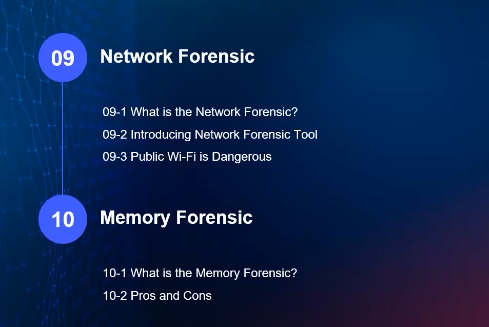 09
Network Forensic
09-1 What is the Network Forensic?
09-2 Introducing Network Forensic Tool
09-3 Public Wi-Fi is Dangerous
10
Memory Forensic
10-1 What is the Memory Forensic?
10-2 Pros and Cons